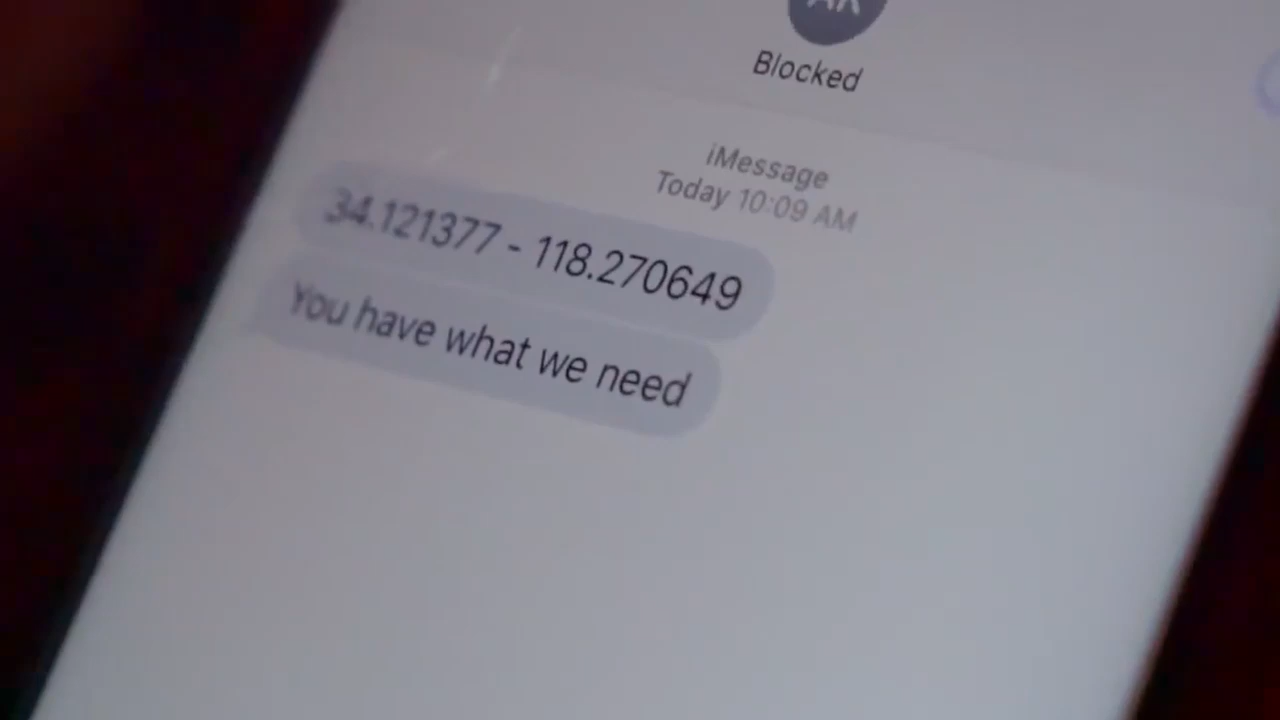 Blocked
iMessage
Today 10:09 AM
34.121377 - 118.270649
You have what we need